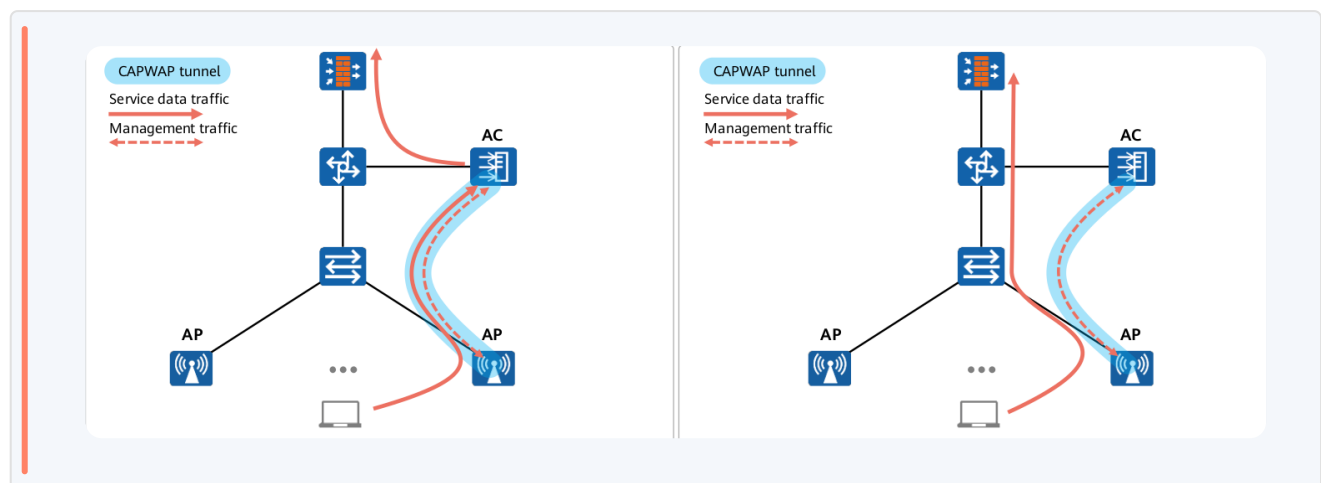 CAPWAP tunnel
Service data traffic
Management traffic
AC
AP
AP
CAPWAP tunnel
Service data traffic
Management traffic
AC
AP
AP